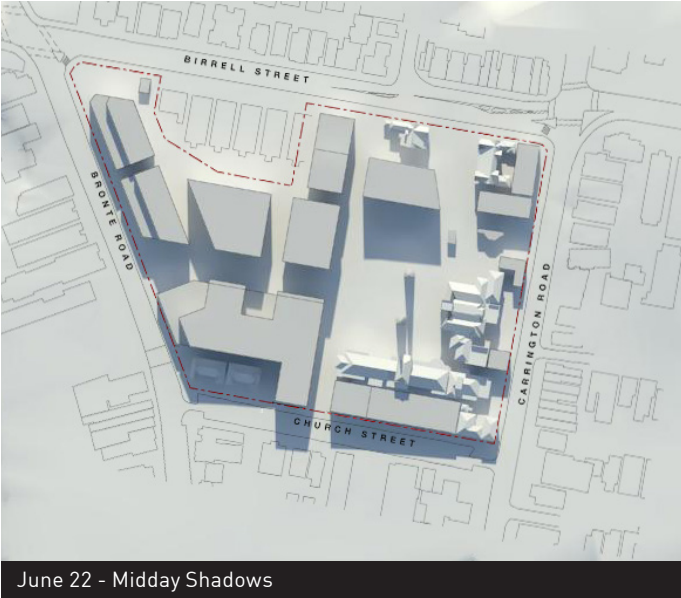 BIRRELL STREET
BRONTE ROAD
CARRINGTON ROAD
CHURCH STREET
June 22 - Midday Shadows